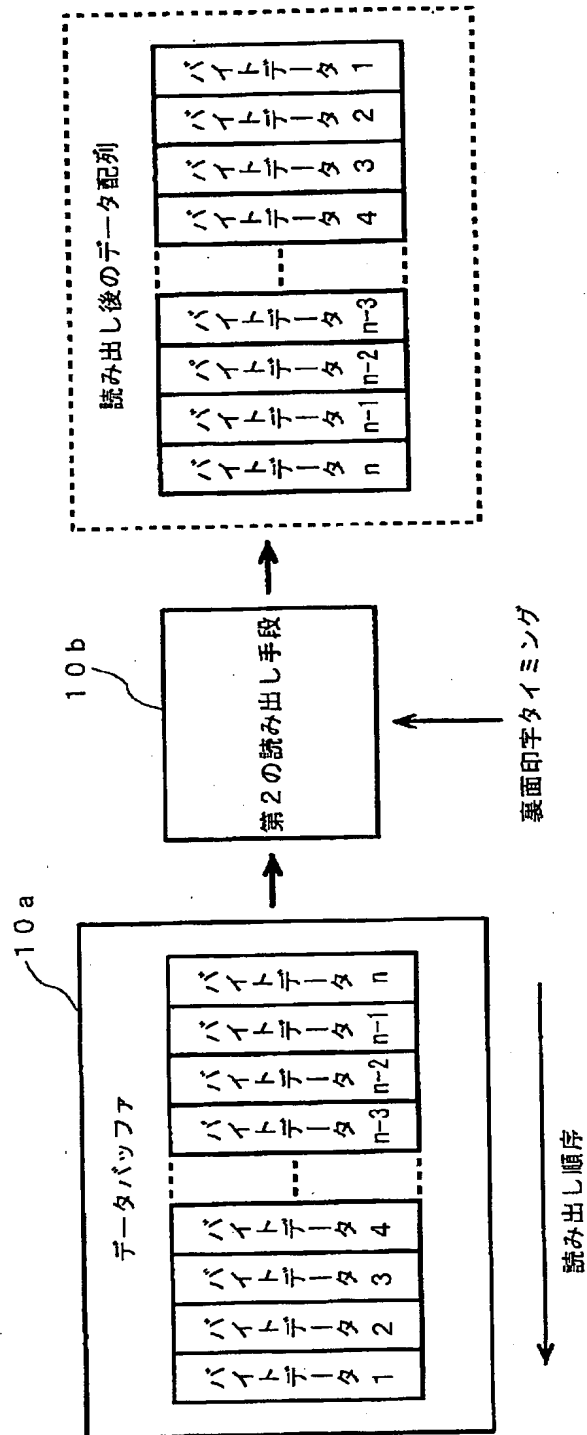 10a
データバッファ
バイトデータ 1
バイトデータ 2
バイトデータ 3
バイトデータ 4
バイトデータ n-3
バイトデータ n-2
バイトデータ n-1
バイトデータ n
読み出し順序
10b
第2の読み出し手段
裏面印字タイミング
読み出し後のデータ配列
バイトデータ n
バイトデータ n-1
バイトデータ n-2
バイトデータ n-3
バイトデータ 4
バイトデータ 3
バイトデータ 2
バイトデータ 1